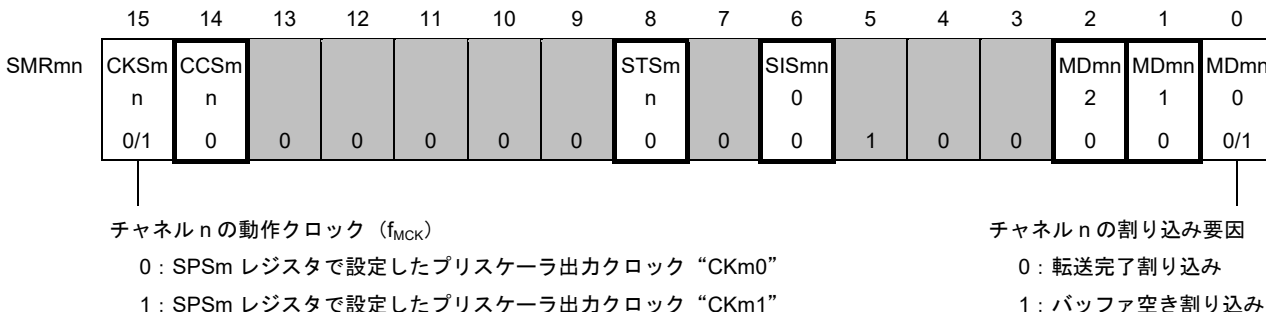 15 14 13 12 11 10 9 8 7 6 5 4 3 2 1 0
SMRmn CKSm CCSm STSm SISmn MDmn MDmn MDmn
n n n 0 2 1 0
0/1 0 0 0 0 0 0 0 0 0 1 0 0 0 0 0/1
チャネル n の動作クロック（fMCK） チャネル n の割り込み要因
0：SPSm レジスタで設定したプリスケーラ出力クロック“CKm0” 0：転送完了割り込み
1：SPSm レジスタで設定したプリスケーラ出力クロック“CKm1” 1：バッファ空き割り込み